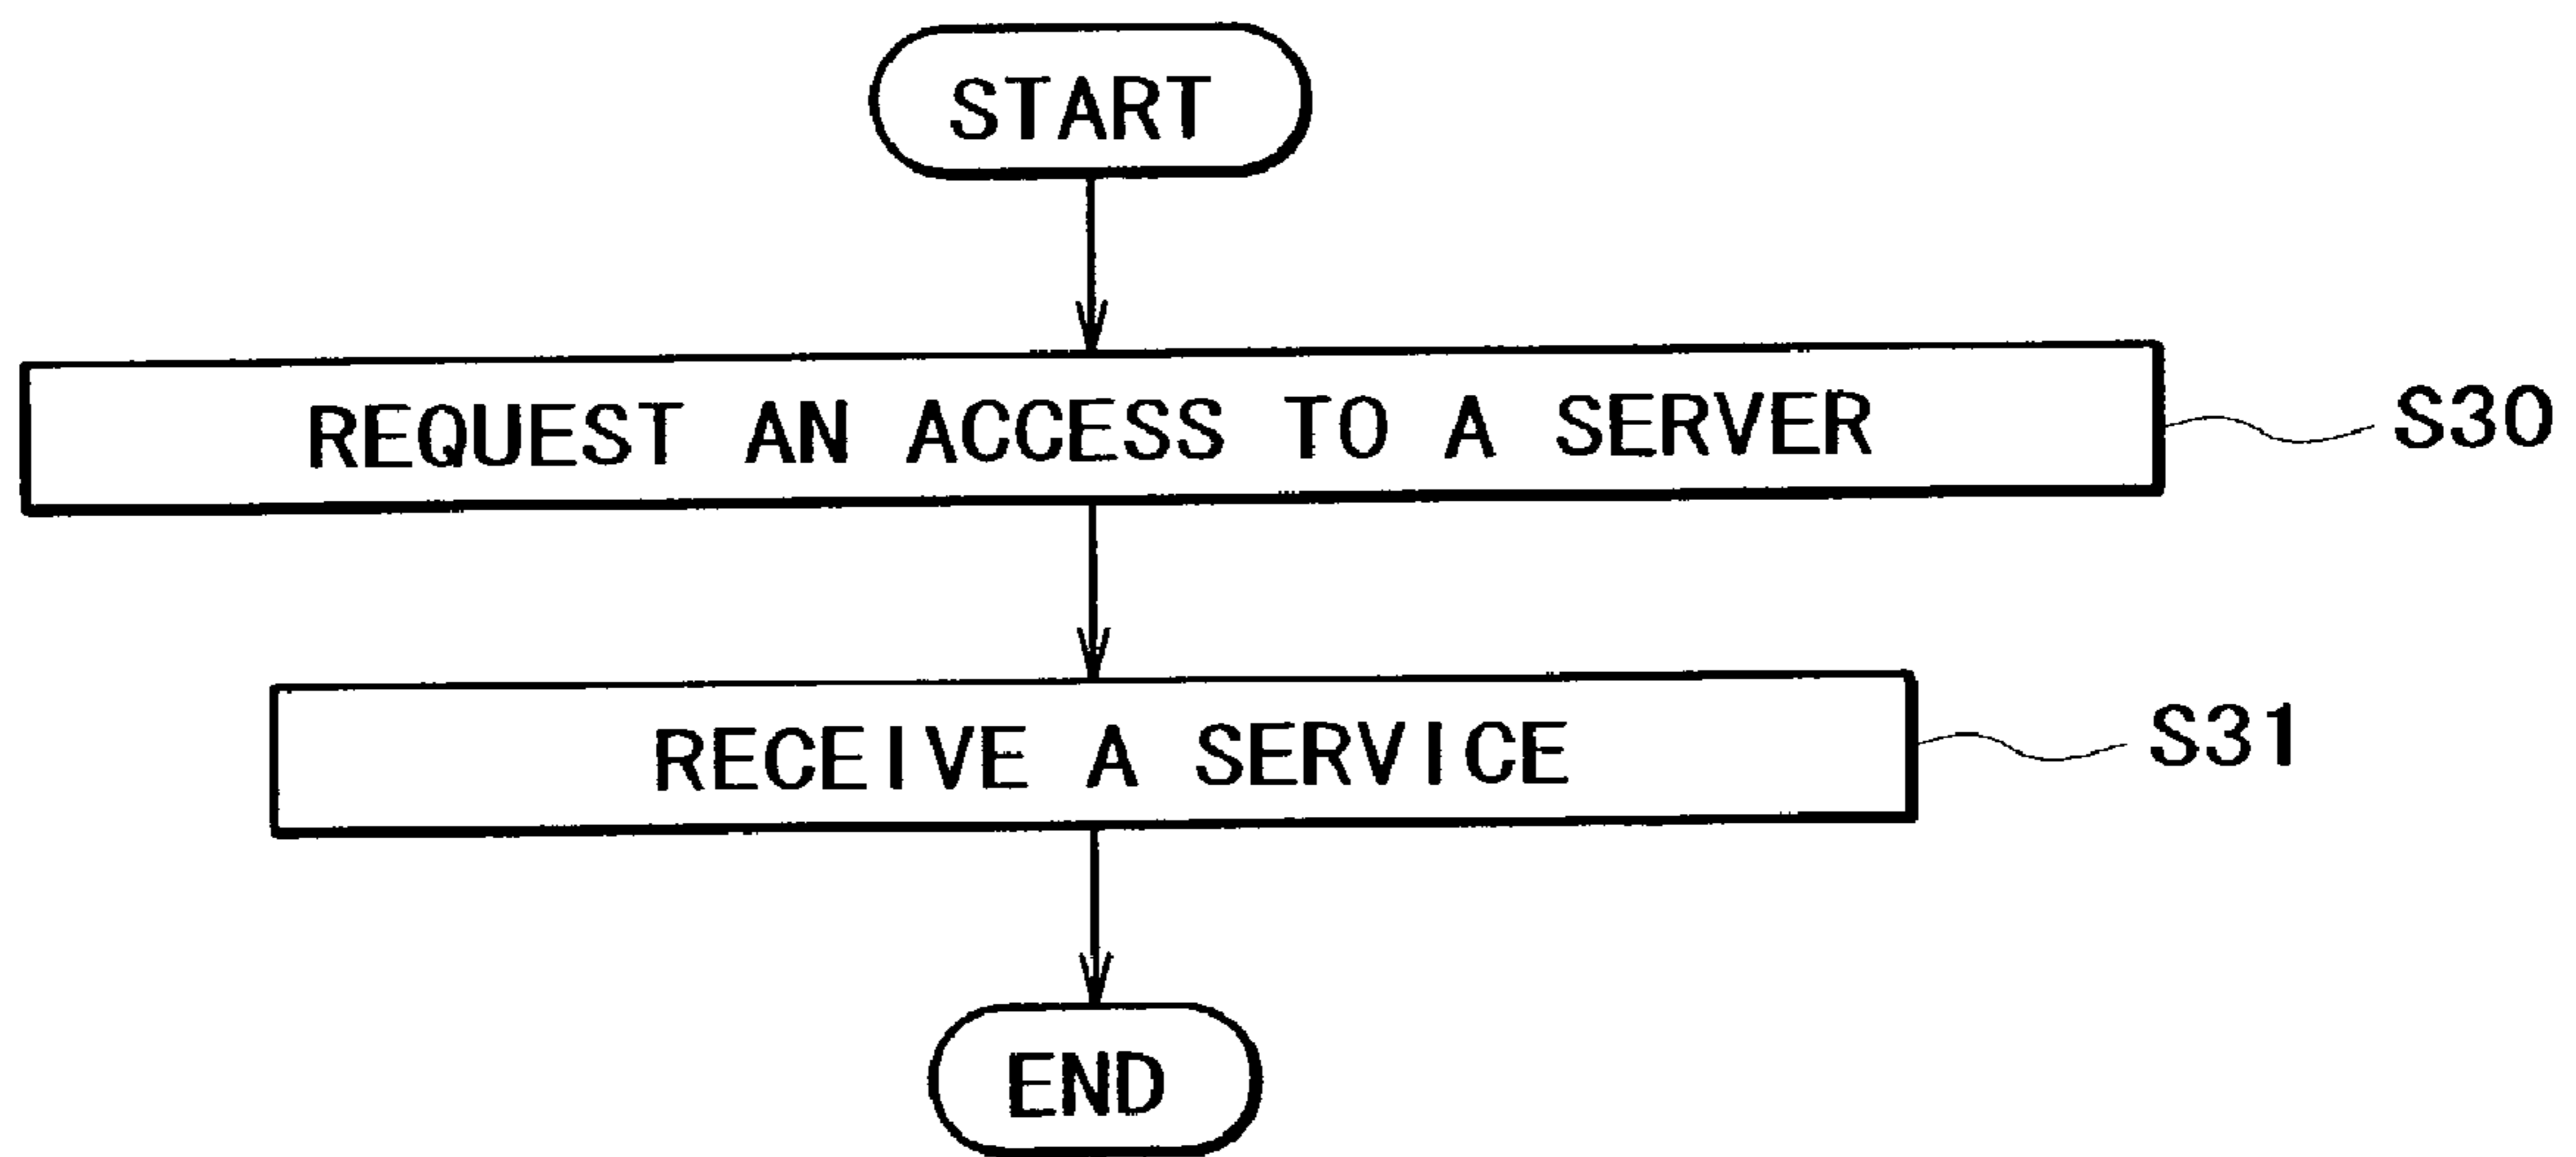 START
REQUEST AN ACCESS TO A SERVER
S30
RECEIVE A SERVICE
S31
END